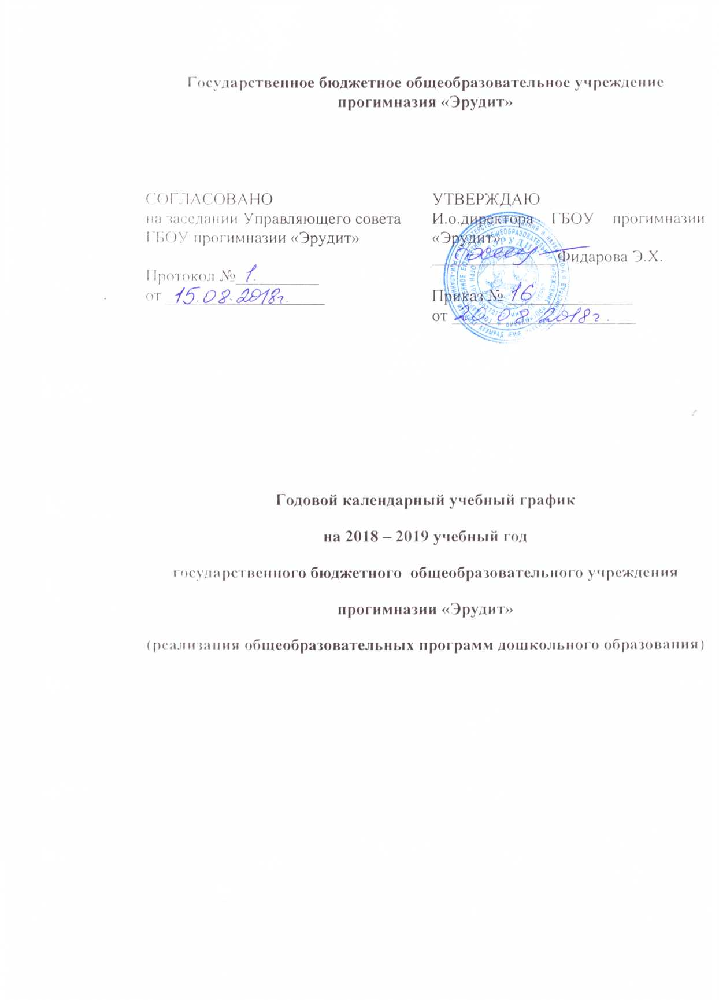 Государственное бюджетное общеобразовательное учреждение
прогимназия «Эрудит»
СОГЛАСОВАНО
на заседании Управляющего совета
ГБОУ прогимназии «Эрудит»
Протокол № 1.
от 15.08.2018г.
УТВЕРЖДАЮ
И.о.директора ГБОУ прогимназии
«Эрудит»
Фидарова Э.Х.
Приказ № 16
от 20 08 2018г.
ЭРУДИТ
Годовой календарный учебный график
на 2018 – 2019 учебный год
государственного бюджетного общеобразовательного учреждения
прогимназии «Эрудит»
(реализация общеобразовательных программ дошкольного образования)